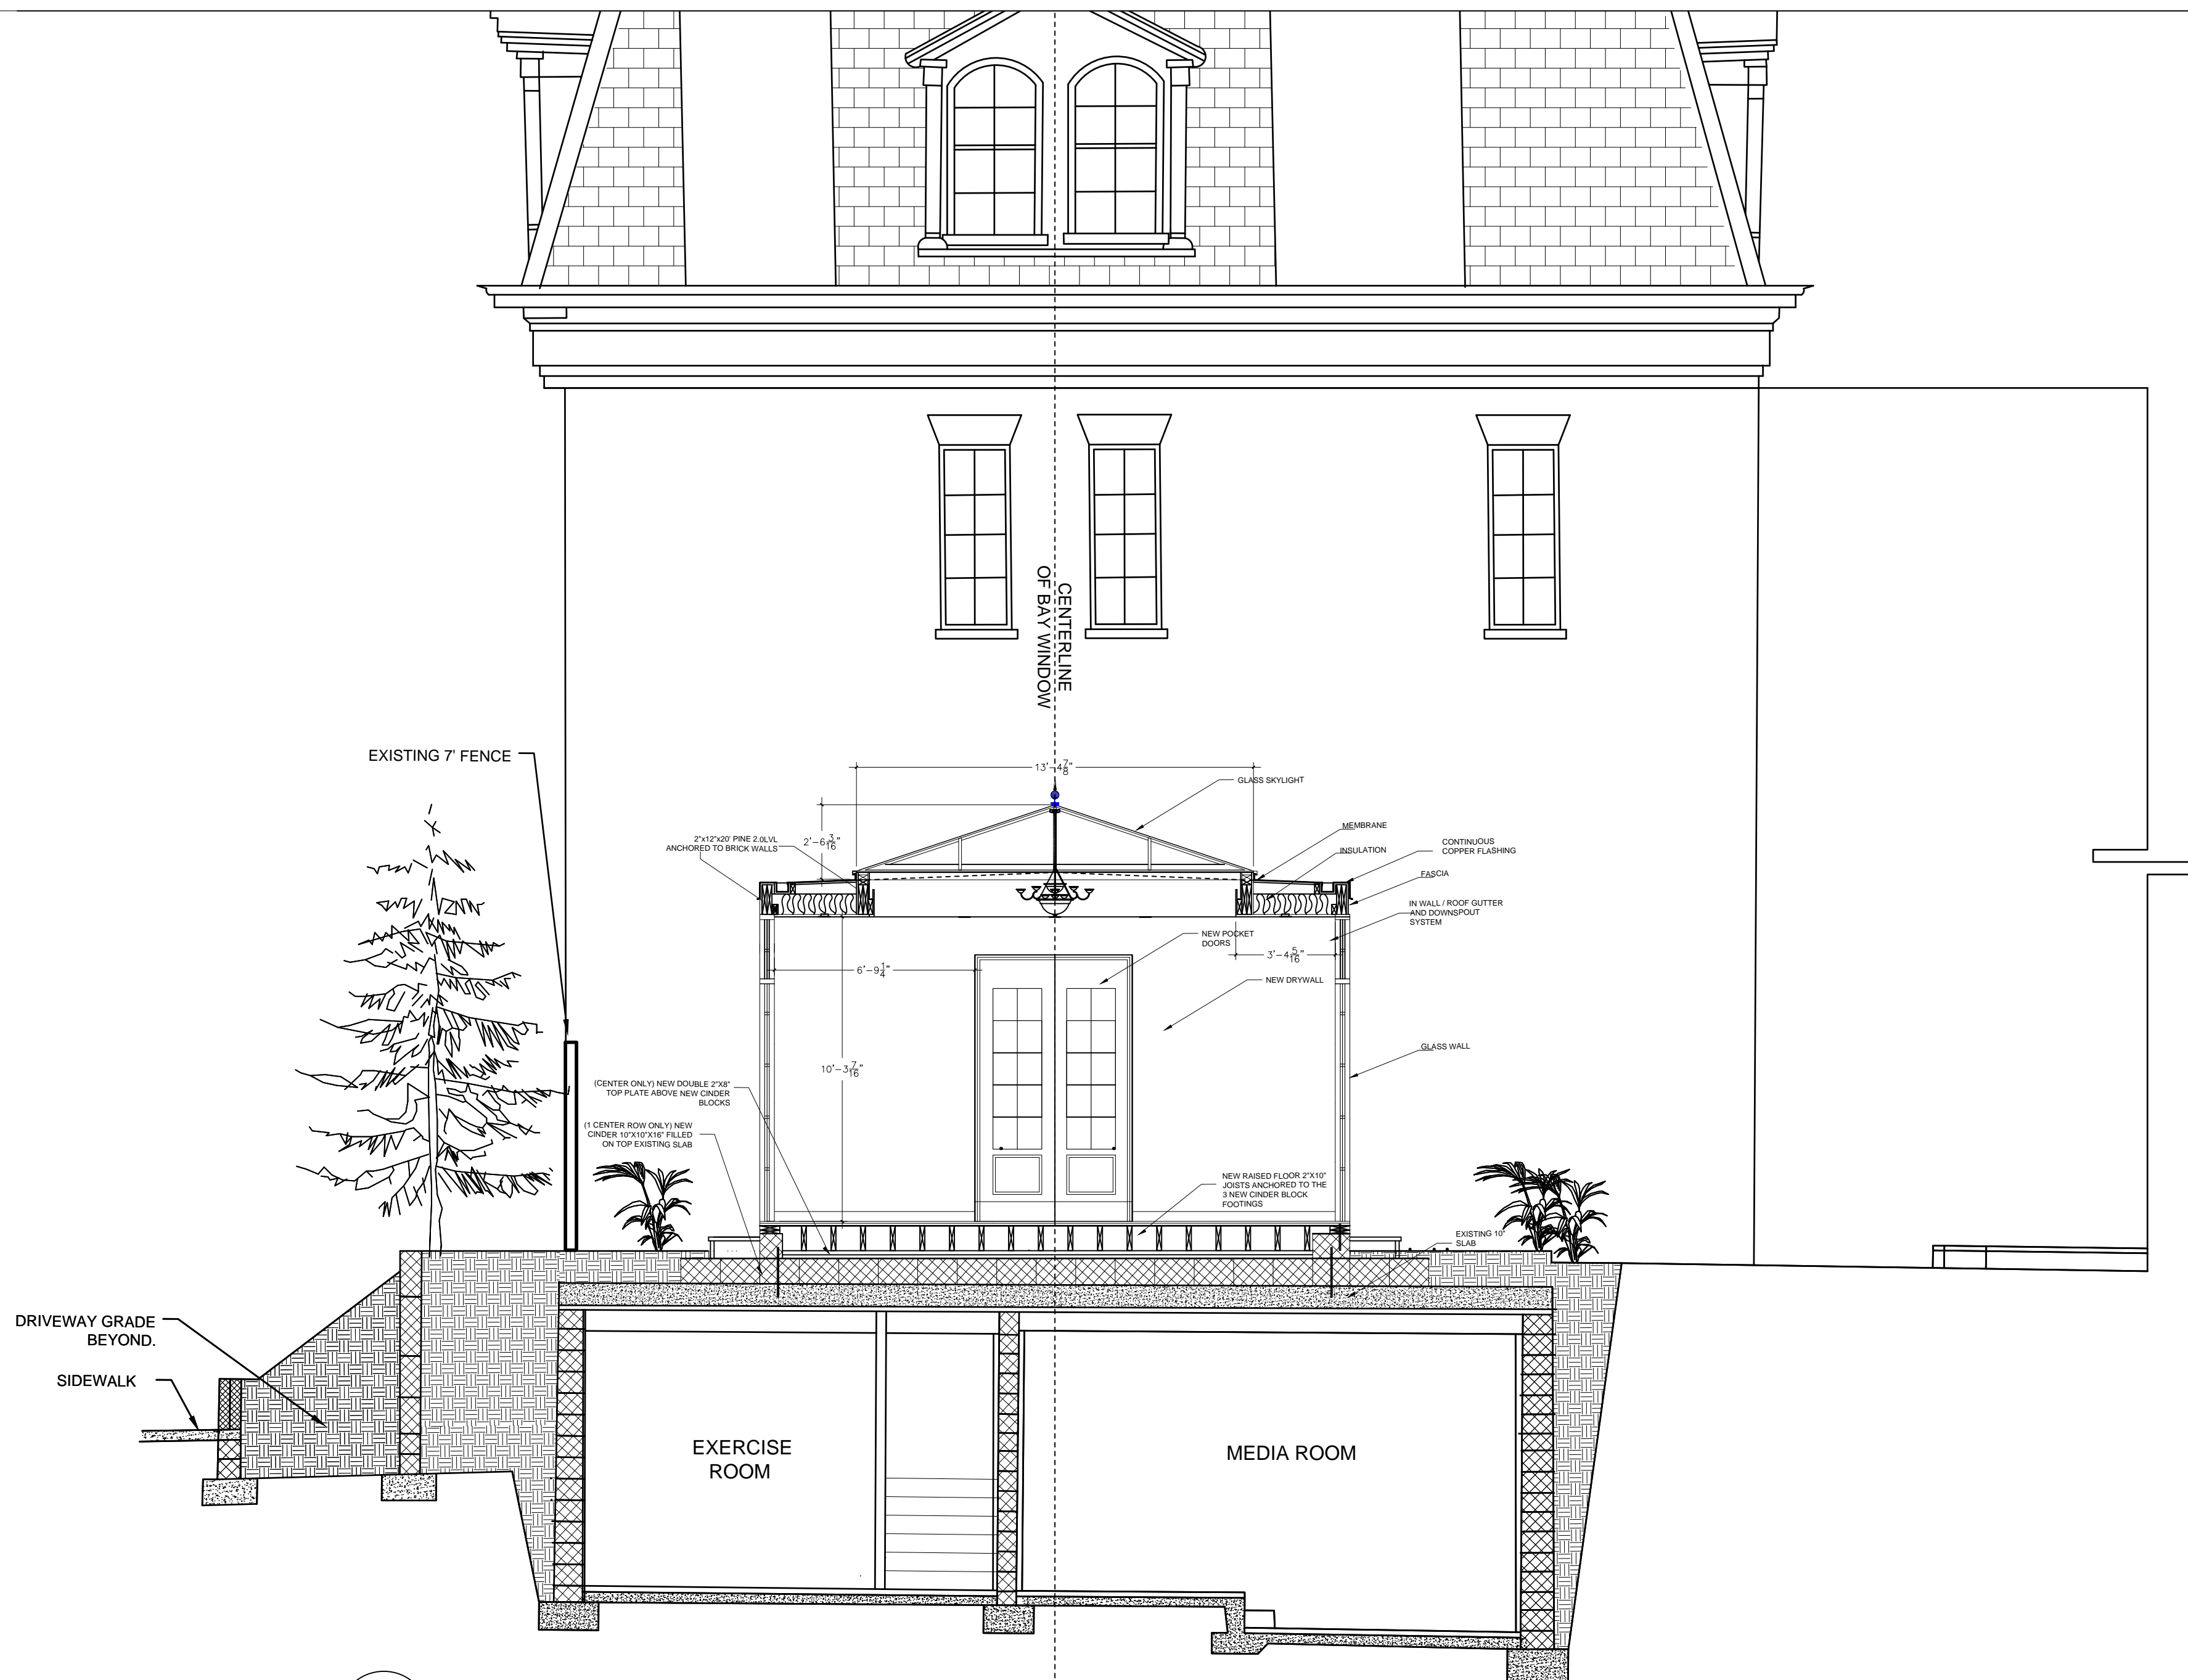 CENTERLINE
OF BAY WINDOW
EXISTING 7' FENCE
13'-4 7/8"
GLASS SKYLIGHT
2"x12"x20' PINE 2.0LVL
ANCHORED TO BRICK WALLS
2'-6 3/16"
MEMBRANE
INSULATION
CONTINUOUS
COPPER FLASHING
FASCIA
IN WALL / ROOF GUTTER
AND DOWNSPOUT
SYSTEM
NEW POCKET
DOORS
3'-4 5/16"
6'-9 1/4"
NEW DRYWALL
GLASS WALL
10'-3 7/16"
(CENTER ONLY) NEW DOUBLE 2"X8"
TOP PLATE ABOVE NEW CINDER
BLOCKS
(1 CENTER ROW ONLY) NEW
CINDER 10"X10"X16" FILLED
ON TOP EXISTING SLAB
NEW RAISED FLOOR 2"X10"
JOISTS ANCHORED TO THE
3 NEW CINDER BLOCK
FOOTINGS
EXISTING 10"
SLAB
DRIVEWAY GRADE
BEYOND.
SIDEWALK
EXERCISE
ROOM
MEDIA ROOM